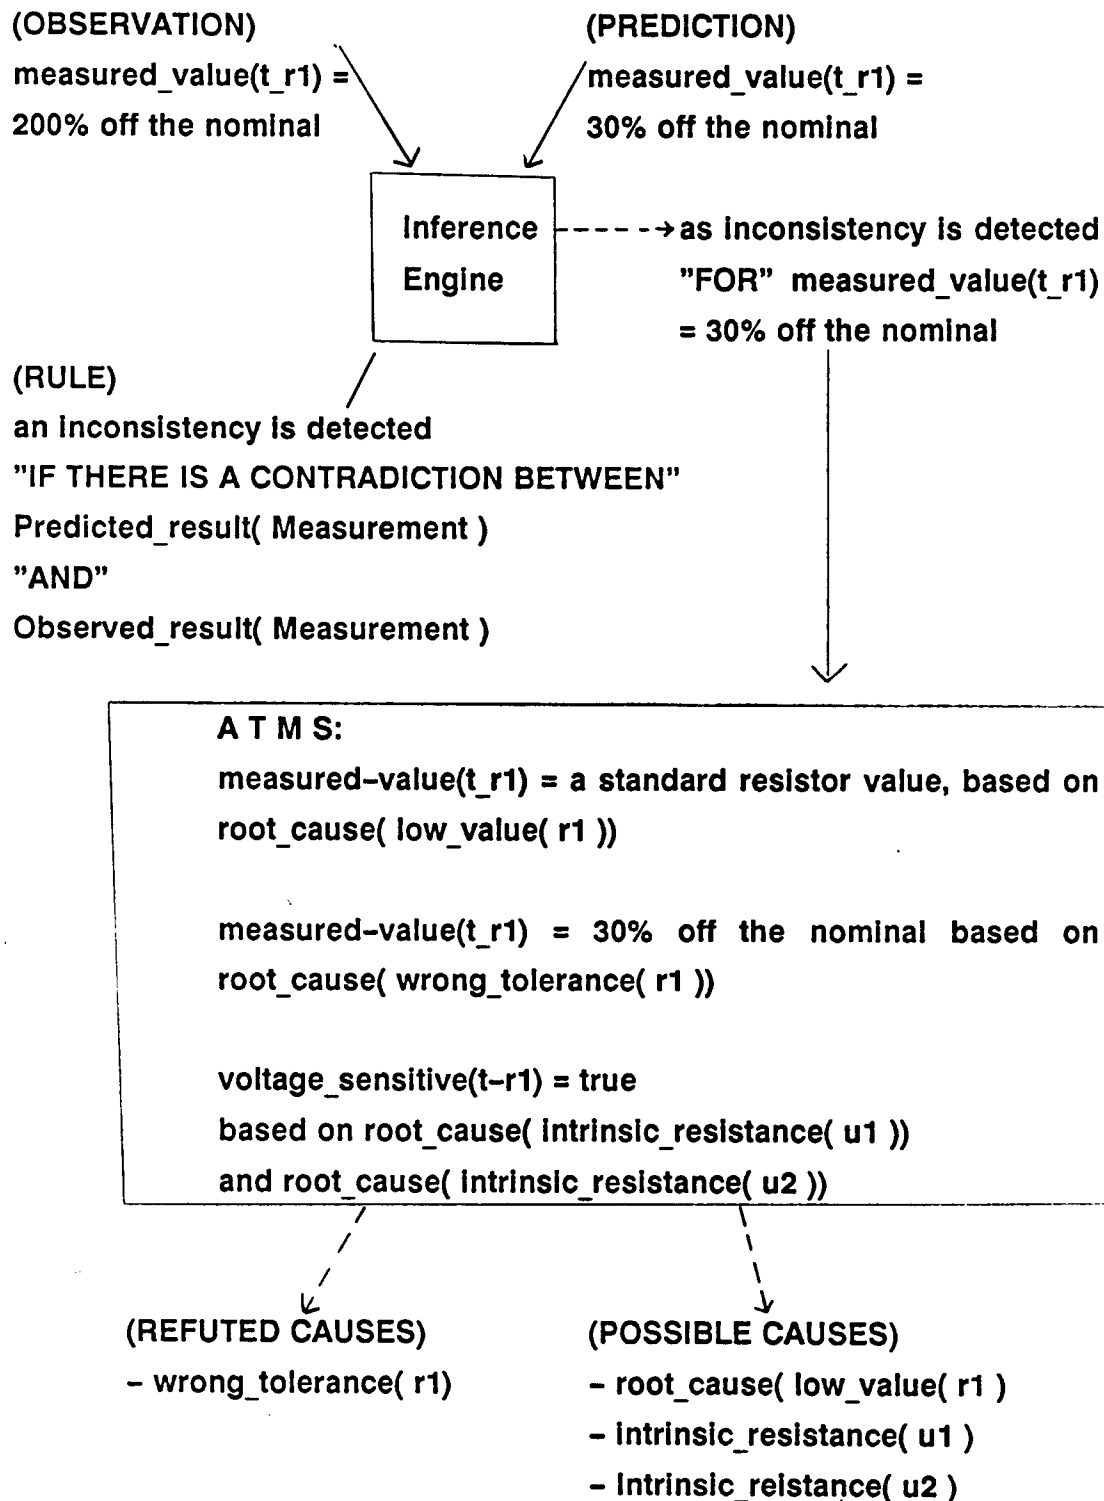 (OBSERVATION)
measured_value(t_r1) =
200% off the nominal
(PREDICTION)
measured_value(t_r1) =
30% off the nominal
Inference
Engine
as inconsistency is detected
"FOR" measured_value(t_r1)
= 30% off the nominal
(RULE)
an inconsistency is detected
"IF THERE IS A CONTRADICTION BETWEEN"
Predicted_result( Measurement )
"AND"
Observed_result( Measurement )
A T M S:
measured-value(t_r1) = a standard resistor value, based on
root_cause( low_value( r1 ))
measured-value(t_r1) = 30% off the nominal based on
root_cause( wrong_tolerance( r1 ))
voltage_sensitive(t-r1) = true
based on root_cause( intrinsic_resistance( u1 ))
and root_cause( intrinsic_resistance( u2 ))
(REFUTED CAUSES)
- wrong_tolerance( r1)
(POSSIBLE CAUSES)
- root_cause( low_value( r1 )
- intrinsic_resistance( u1 )
- intrinsic_reistance( u2 )